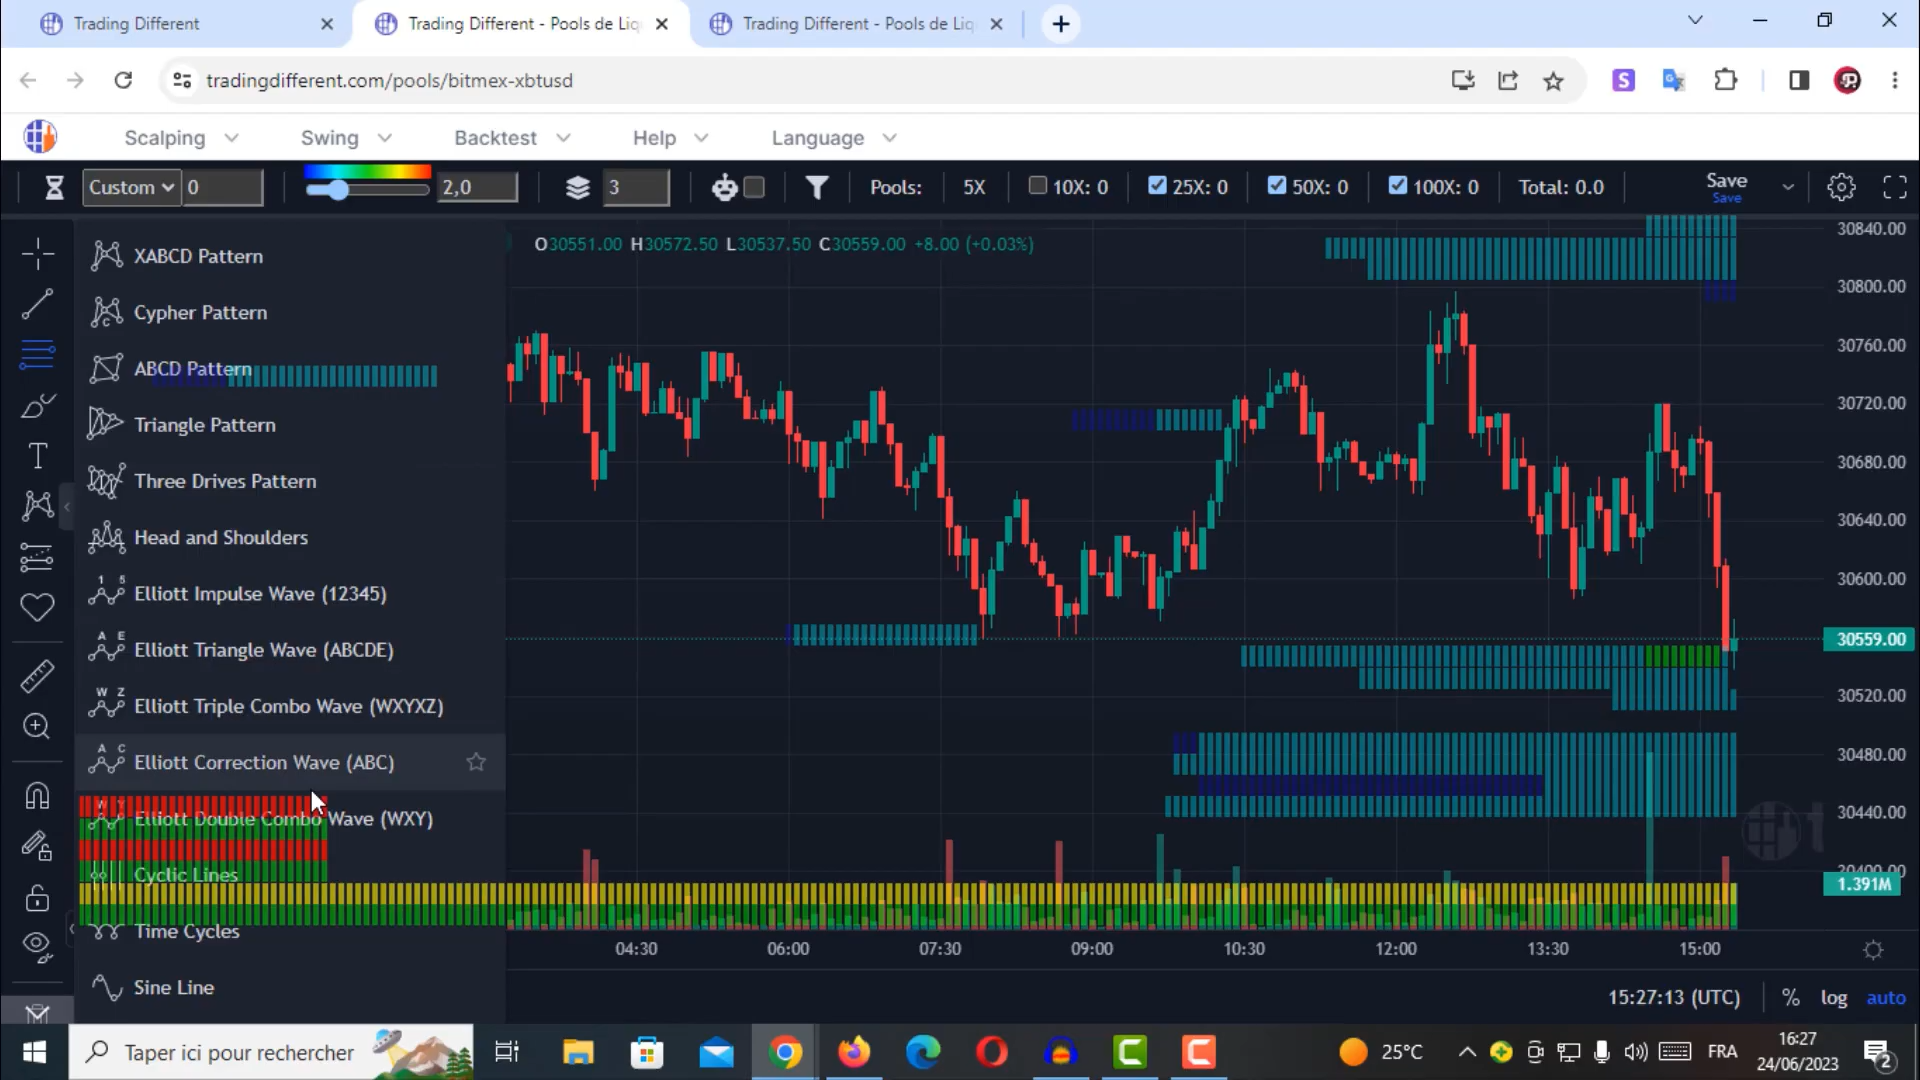 Trading Different
Trading Different - Pools de Liq
Trading Different - Pools de Liq
tradingdifferent.com/pools/bitmex-xbtusd
Scalping
Swing
Backtest
Help
Language
Custom
0
2,0
3
Pools:
5X
10X: 0
25X: 0
50X: 0
100X: 0
Total: 0.0
Save
Save
O30551.00 H30572.50 L30537.50 C30559.00 +8.00 (+0.03%)
XABCD Pattern
Cypher Pattern
ABCD Pattern
Triangle Pattern
Three Drives Pattern
Head and Shoulders
Elliott Impulse Wave (12345)
Elliott Triangle Wave (ABCDE)
Elliott Triple Combo Wave (WXYXZ)
Elliott Correction Wave (ABC)
Elliott Double Combo Wave (WXY)
Cyclic Lines
Time Cycles
Sine Line
30840.00
30800.00
30760.00
30720.00
30680.00
30640.00
30600.00
30559.00
30520.00
30480.00
30440.00
30400.00
1.391M
04:30
06:00
07:30
09:00
10:30
12:00
13:30
15:00
15:27:13 (UTC)
%
log
auto
Taper ici pour rechercher
25°C
FRA
16:27
24/06/2023
2